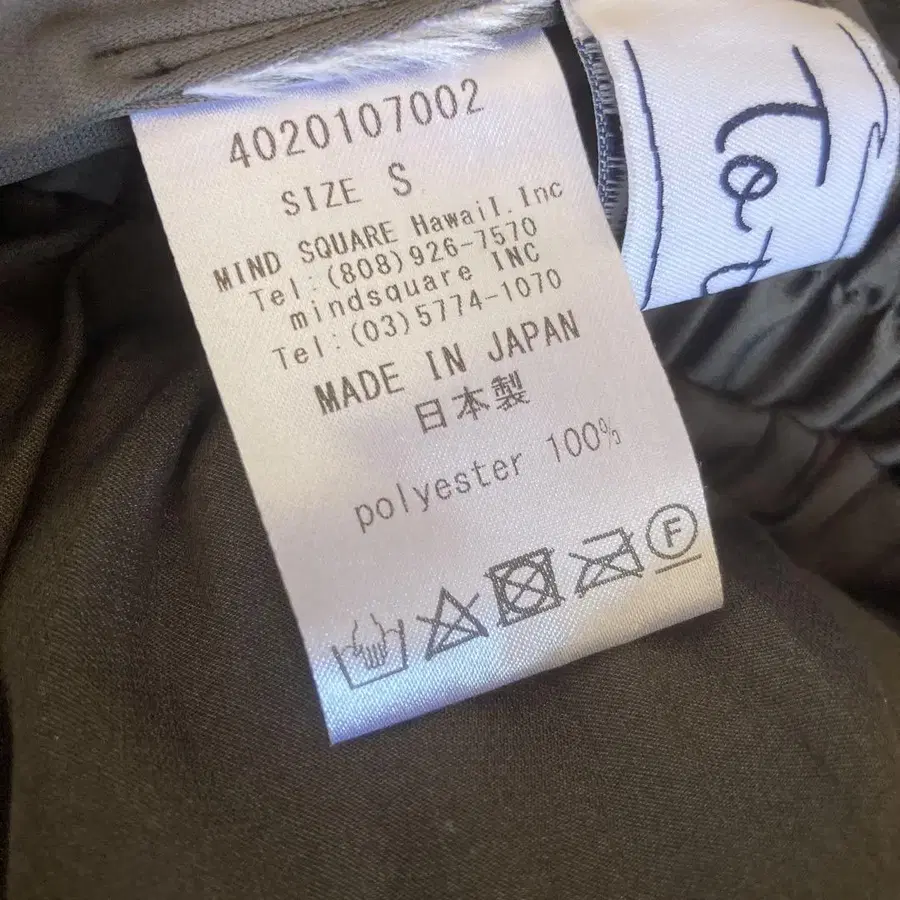 4020107002
SIZE S
MIND SQUARE Hawaii.Inc
Tel:(808)926-7570
mindsquare INC
Tel:(03)5774-1070
MADE IN JAPAN
日本製
polyester 100%
F